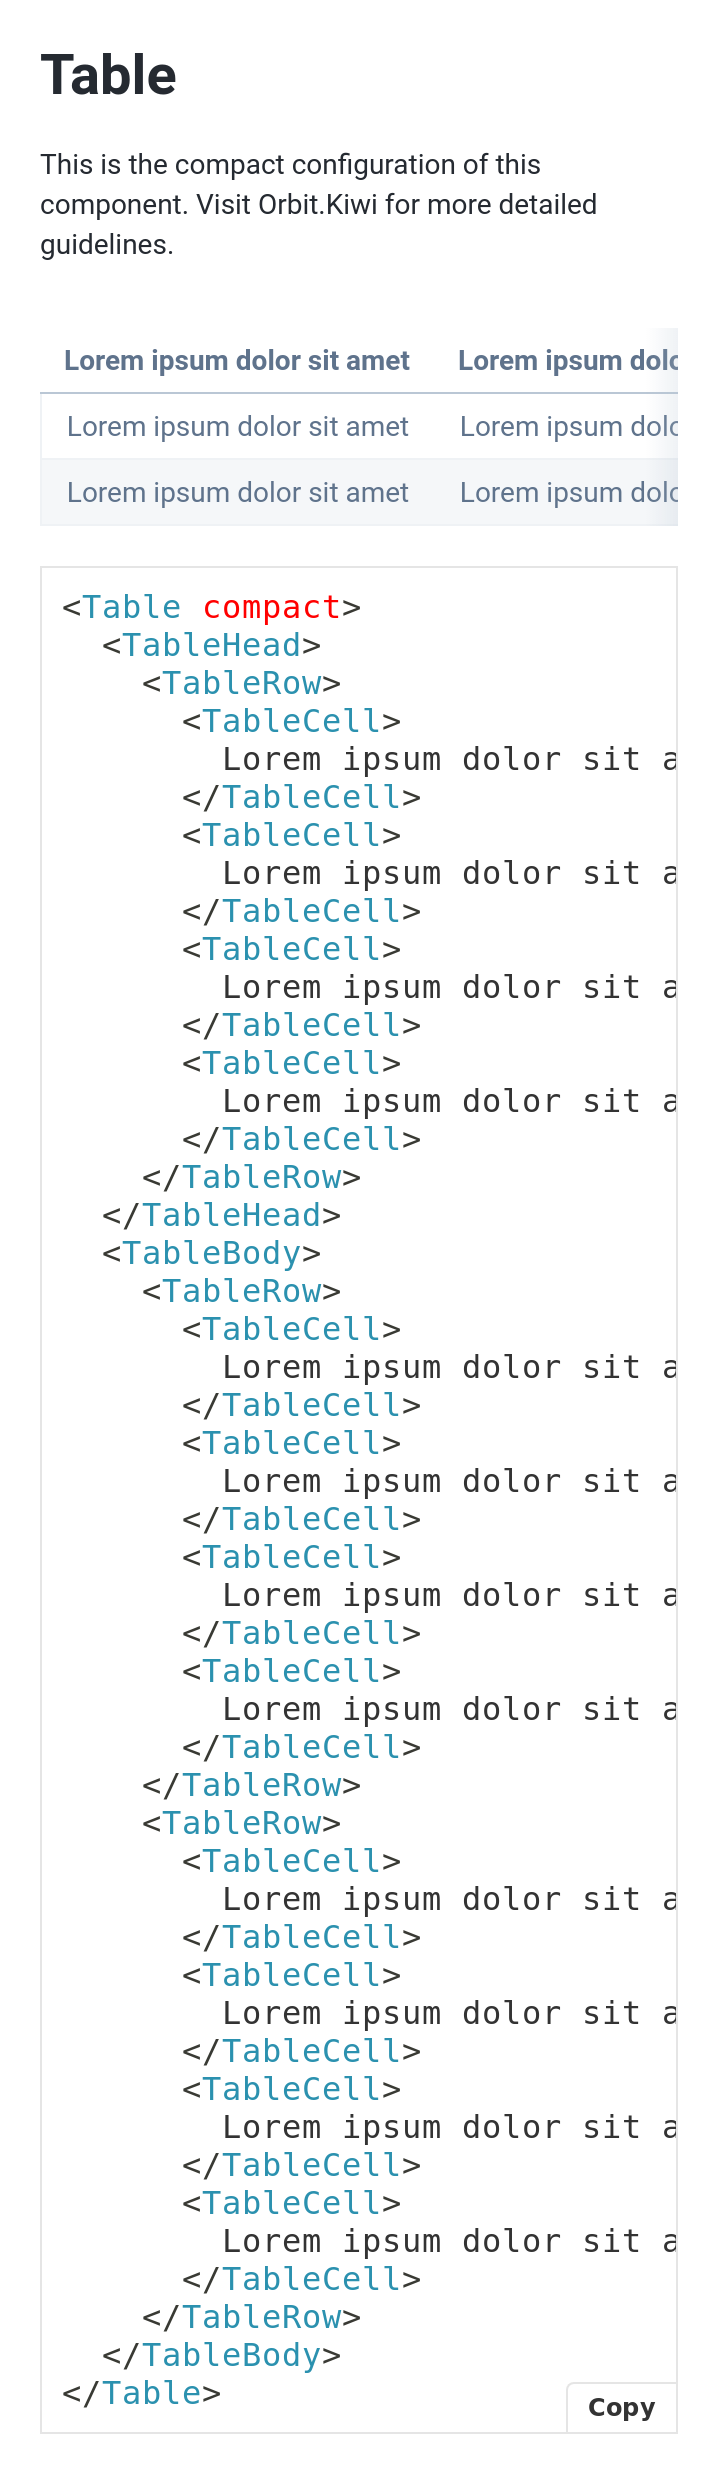 Table
This is the compact configuration of this
component. Visit Orbit.Kiwi for more detailed
guidelines.
Lorem ipsum dolor sit amet Lorem ipsum dolo
Lorem ipsum dolor sit amet Lorem ipsum dolo
Lorem ipsum dolor sit amet Lorem ipsum dolo
<Table compact>
  <TableHead>
    <TableRow>
      <TableCell>
        Lorem ipsum dolor sit a
      </TableCell>
      <TableCell>
        Lorem ipsum dolor sit a
      </TableCell>
      <TableCell>
        Lorem ipsum dolor sit a
      </TableCell>
      <TableCell>
        Lorem ipsum dolor sit a
      </TableCell>
    </TableRow>
  </TableHead>
  <TableBody>
    <TableRow>
      <TableCell>
        Lorem ipsum dolor sit a
      </TableCell>
      <TableCell>
        Lorem ipsum dolor sit a
      </TableCell>
      <TableCell>
        Lorem ipsum dolor sit a
      </TableCell>
      <TableCell>
        Lorem ipsum dolor sit a
      </TableCell>
    </TableRow>
    <TableRow>
      <TableCell>
        Lorem ipsum dolor sit a
      </TableCell>
      <TableCell>
        Lorem ipsum dolor sit a
      </TableCell>
      <TableCell>
        Lorem ipsum dolor sit a
      </TableCell>
      <TableCell>
        Lorem ipsum dolor sit a
      </TableCell>
    </TableRow>
  </TableBody>
</Table>
Copy